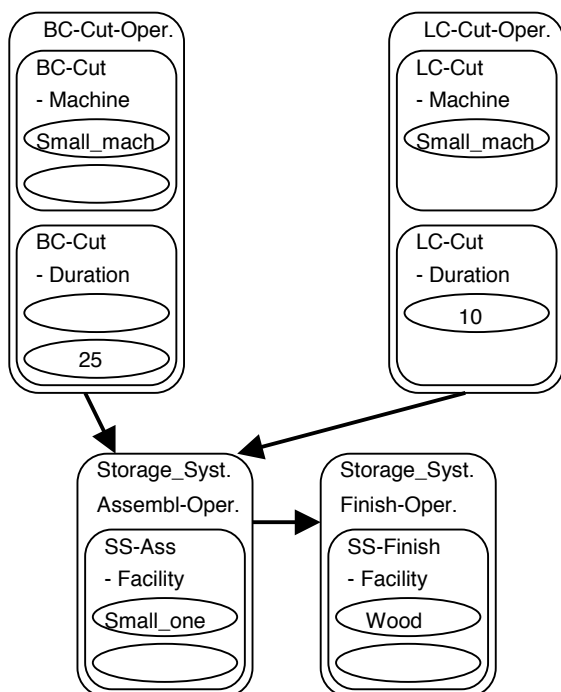 BC-Cut-Oper.
BC-Cut
- Machine
Small_mach
BC-Cut
- Duration
25
LC-Cut-Oper.
LC-Cut
- Machine
Small_mach
LC-Cut
- Duration
10
Storage_Syst.
Assembl-Oper.
SS-Ass
- Facility
Small_one
Storage_Syst.
Finish-Oper.
SS-Finish
- Facility
Wood